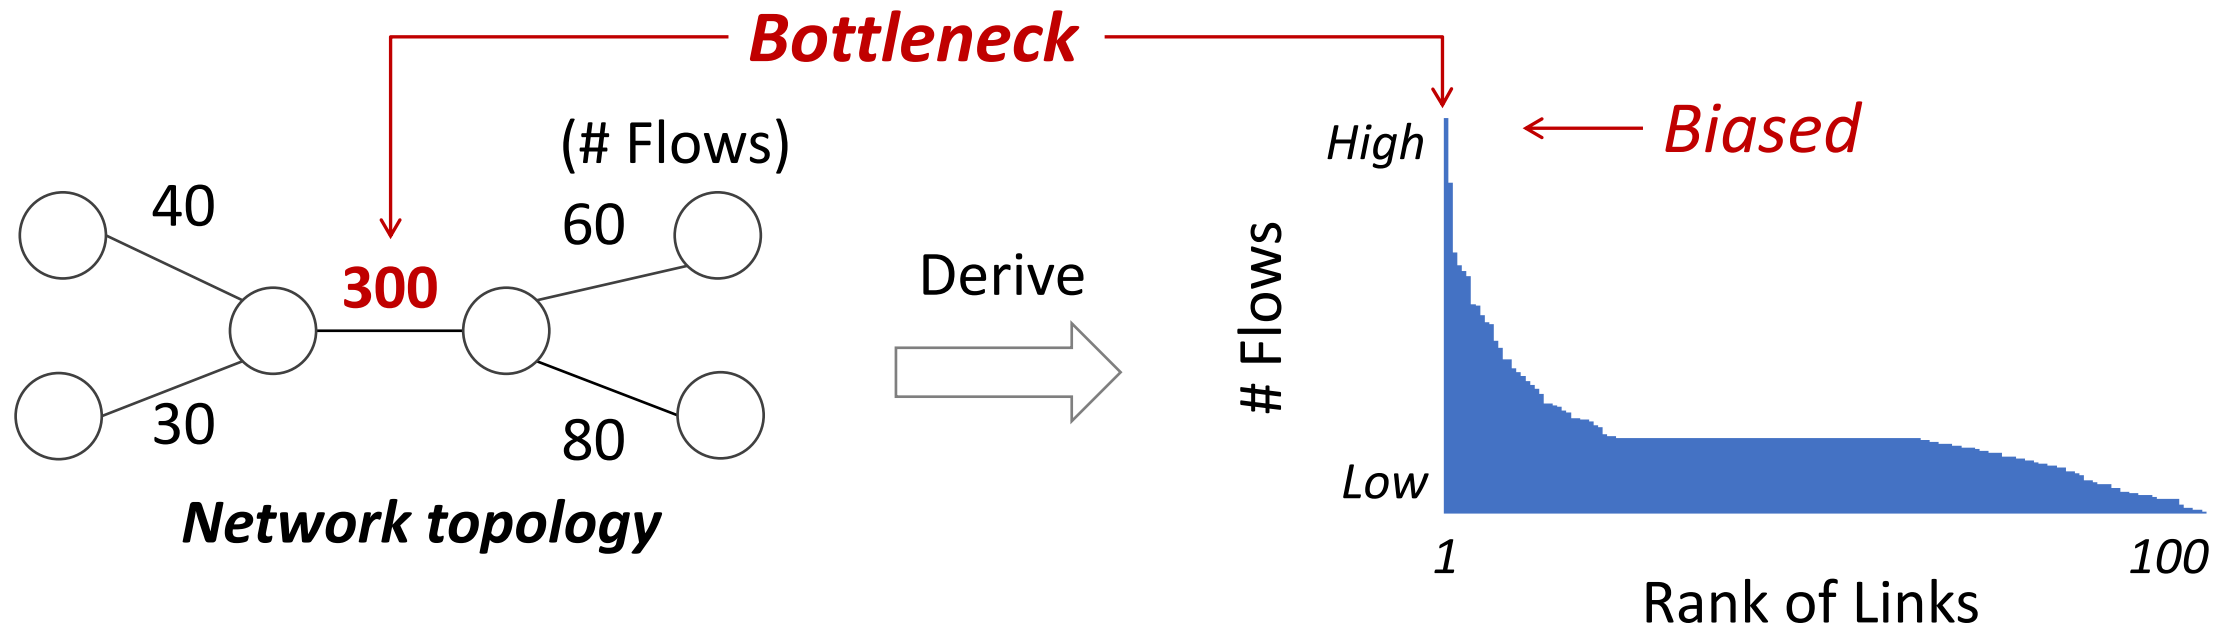 Bottleneck
(# Flows)
40
60
300
30
80
Network topology
Derive
Biased
High
# Flows
Low
1
100
Rank of Links